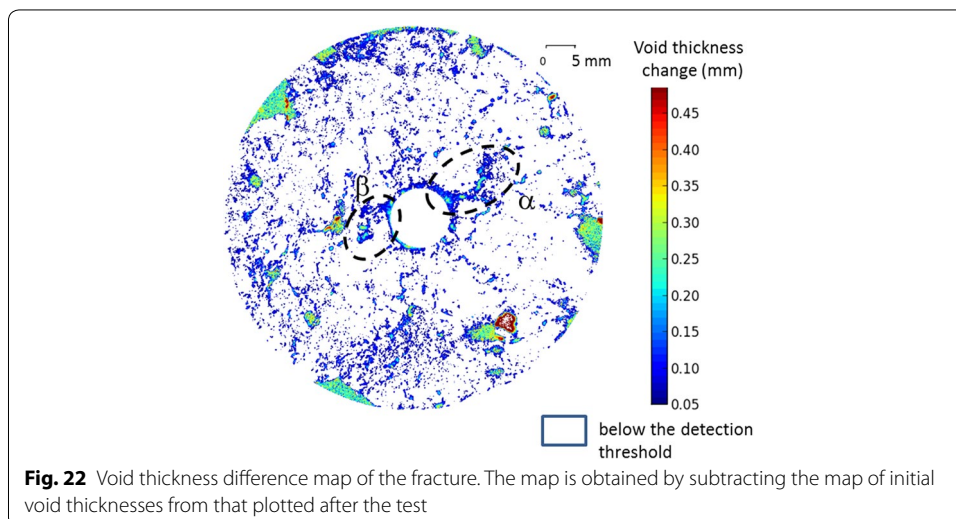 0 5 mm
Void thickness
change (mm)
0.45
0.40
0.35
0.30
0.25
0.20
0.15
0.10
0.05
β
α
below the detection
threshold
Fig. 22 Void thickness difference map of the fracture. The map is obtained by subtracting the map of initial
void thicknesses from that plotted after the test